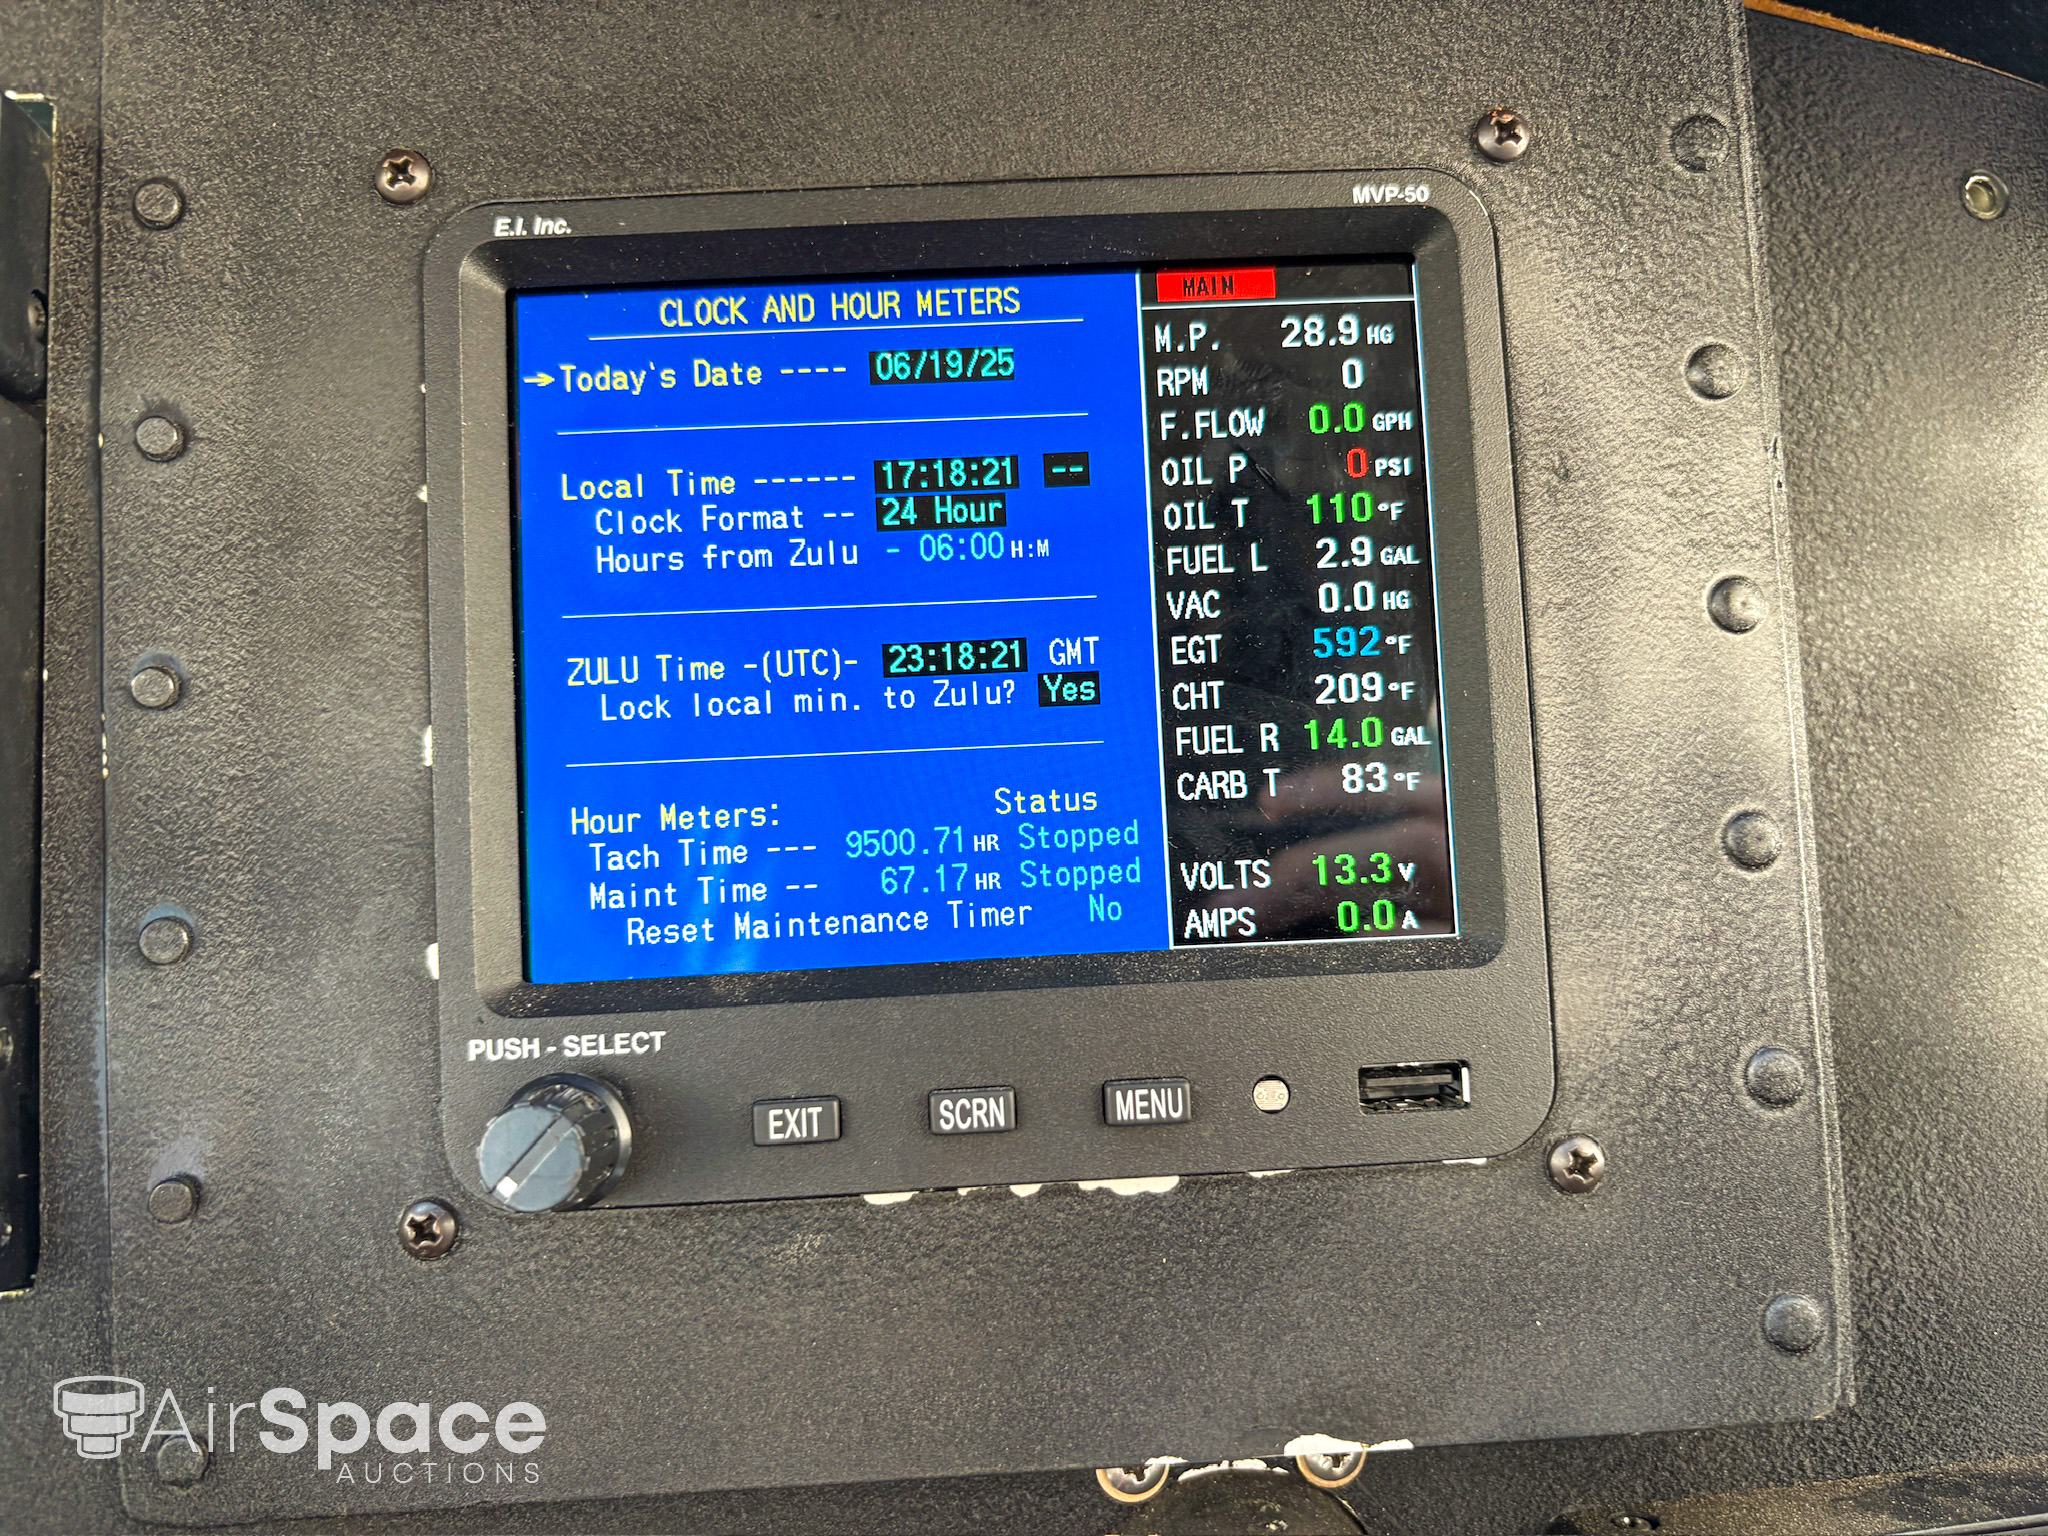 E.I. Inc.
MVP-50
CLOCK AND HOUR METERS
→Today's Date ---- 06/19/25
Local Time ------ 17:18:21 --
Clock Format -- 24 Hour
Hours from Zulu - 06:00 H:M
ZULU Time -(UTC)- 23:18:21 GMT
Lock local min. to Zulu? Yes
Hour Meters: Status
Tach Time --- 9500.71 HR Stopped
Maint Time -- 67.17 HR Stopped
Reset Maintenance Timer No
MAIN
M.P. 28.9 HG
RPM 0
F.FLOW 0.0 GPH
OIL P 0 PSI
OIL T 110 °F
FUEL L 2.9 GAL
VAC 0.0 HG
EGT 592 °F
CHT 209 °F
FUEL R 14.0 GAL
CARB T 83 °F
VOLTS 13.3 V
AMPS 0.0 A
PUSH - SELECT
EXIT
SCRN
MENU
AirSpace
AUCTIONS